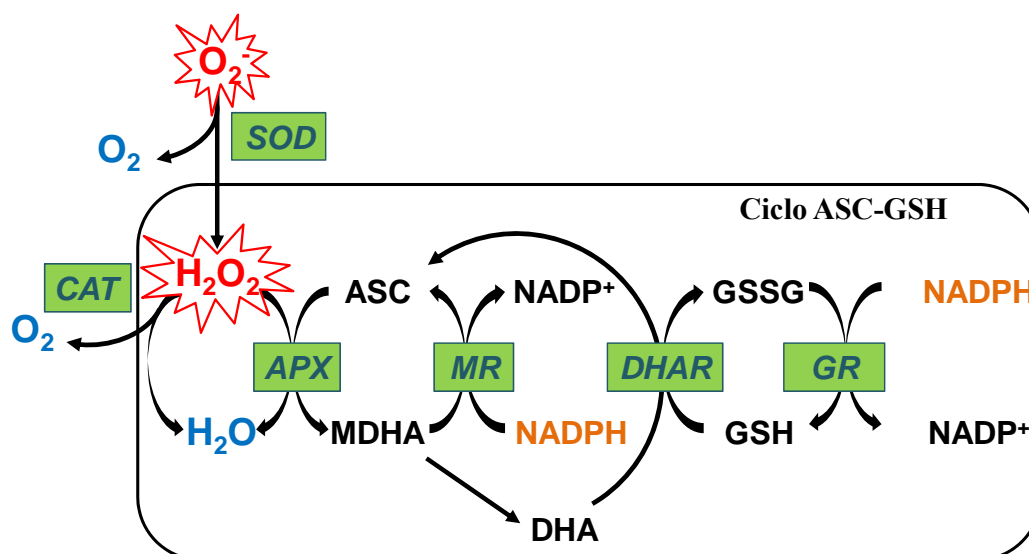 O₂⁻
SOD
O₂
Ciclo ASC-GSH
CAT
H₂O₂
ASC
NADP⁺
GSSG
NADPH
O₂
APX
MR
DHAR
GR
H₂O
MDHA
NADPH
GSH
NADP⁺
DHA